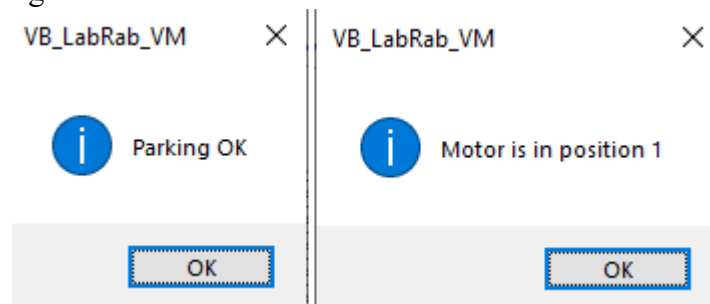 VB_LabRab_VM
Parking OK
OK
VB_LabRab_VM
Motor is in position 1
OK